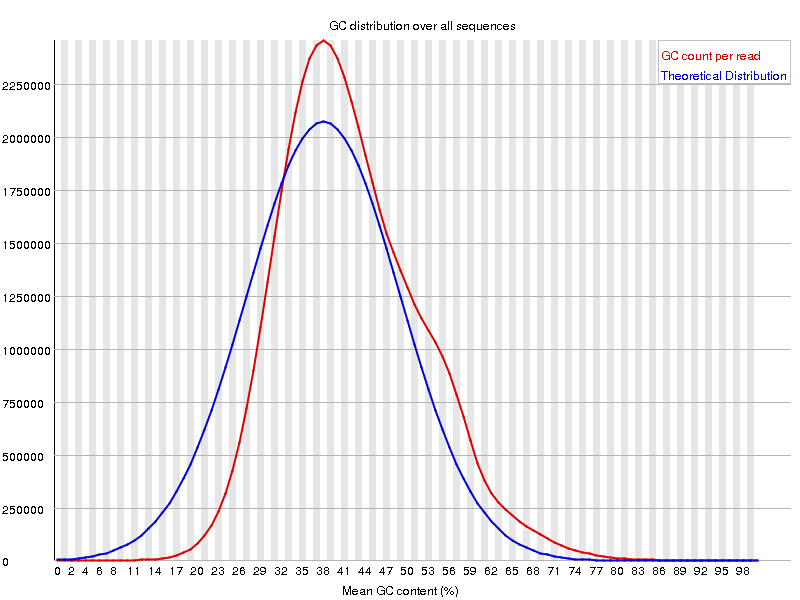 GC distribution over all sequences
GC count per read
Theoretical Distribution
2250000
2000000
1750000
1500000
1250000
1000000
750000
500000
250000
0
0 2 4 6 8 11 14 17 20 23 26 29 32 35 38 41 44 47 50 53 56 59 62 65 68 71 74 77 80 83 86 89 92 95 98
Mean GC content (%)